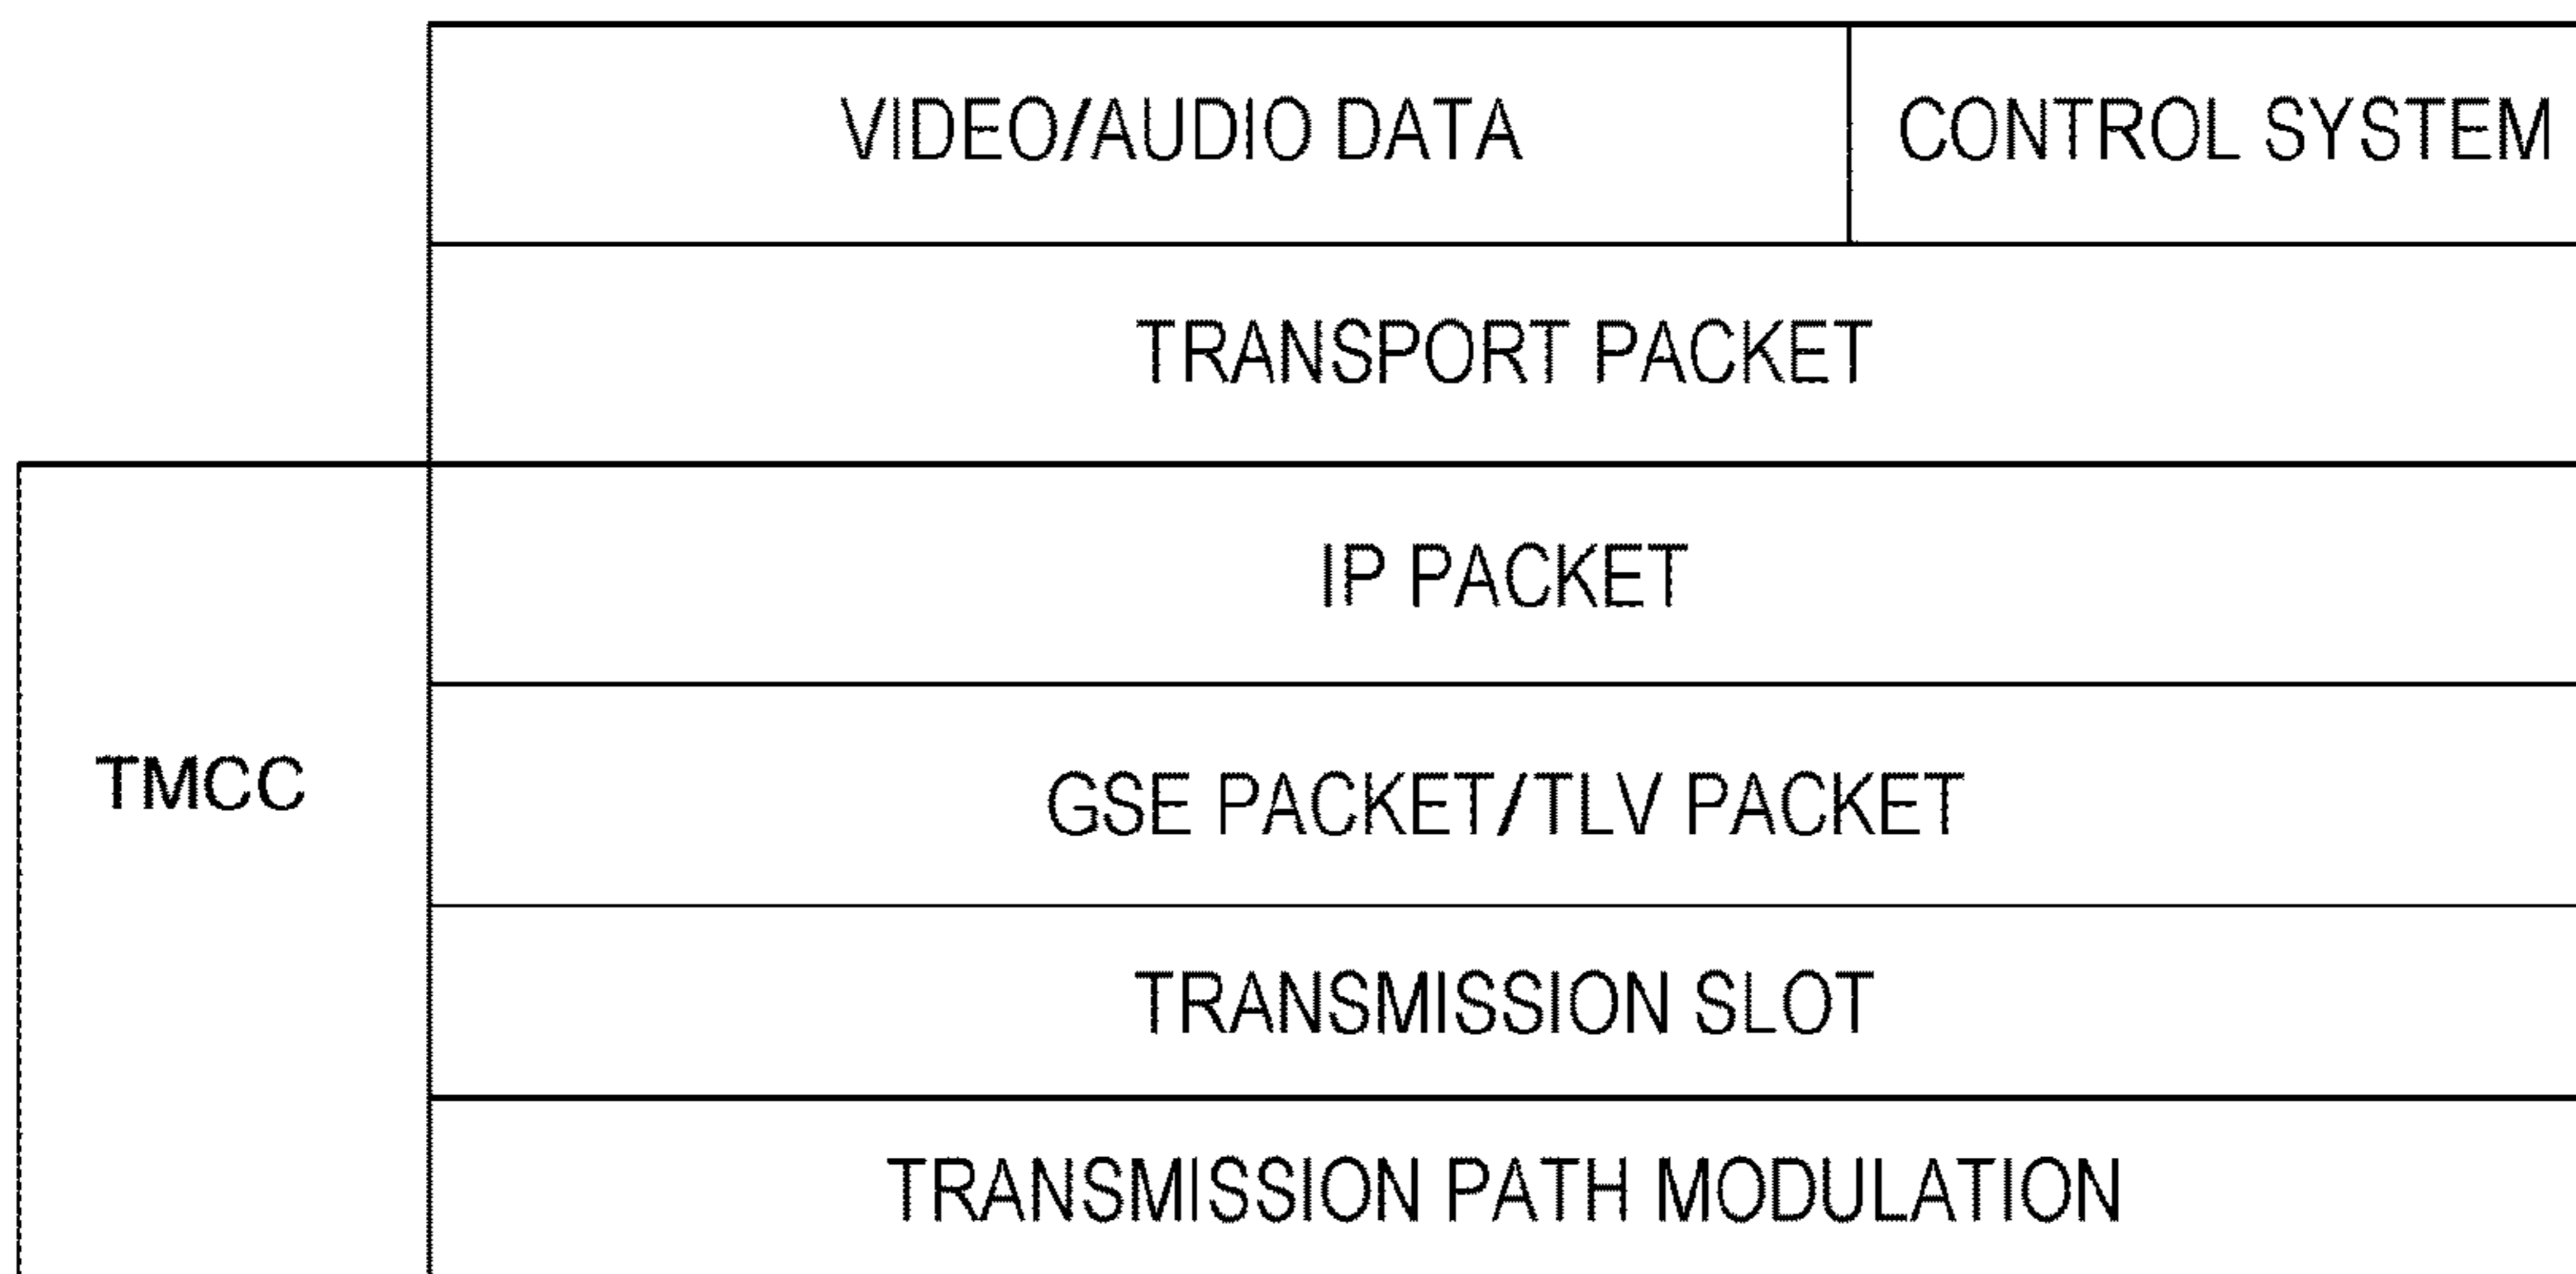 VIDEO/AUDIO DATA
CONTROL SYSTEM
TRANSPORT PACKET
IP PACKET
TMCC
GSE PACKET/TLV PACKET
TRANSMISSION SLOT
TRANSMISSION PATH MODULATION